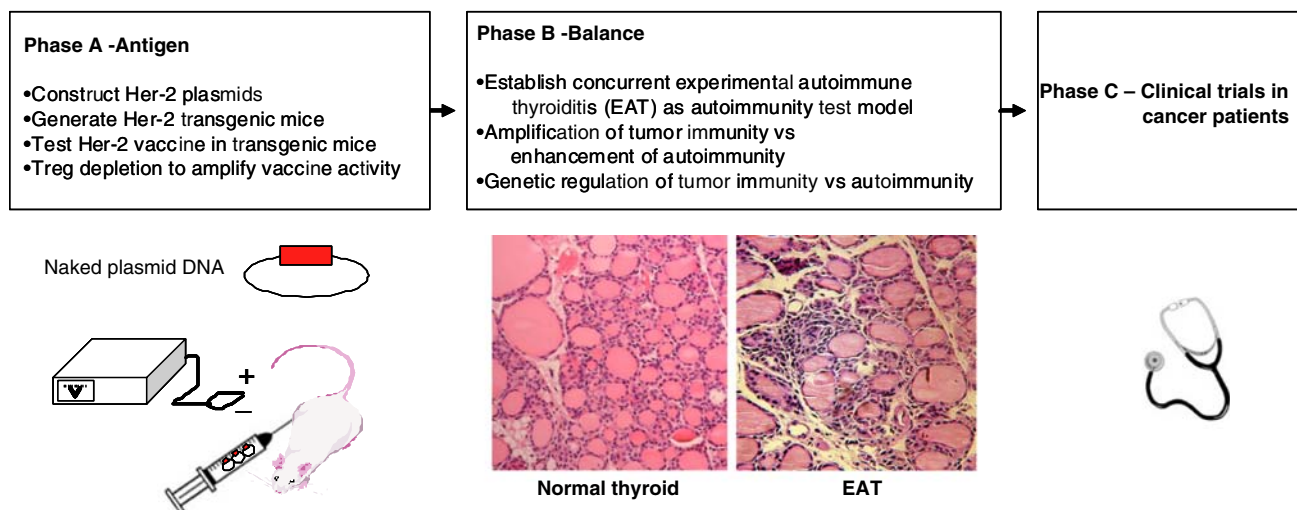 Phase A -Antigen
•Construct Her-2 plasmids
•Generate Her-2 transgenic mice
•Test Her-2 vaccine in transgenic mice
•Treg depletion to amplify vaccine activity
Phase B -Balance
•Establish concurrent experimental autoimmune
thyroiditis (EAT) as autoimmunity test model
•Amplification of tumor immunity vs
enhancement of autoimmunity
•Genetic regulation of tumor immunity vs autoimmunity
Phase C – Clinical trials in
cancer patients
Naked plasmid DNA
+
–
Normal thyroid
EAT